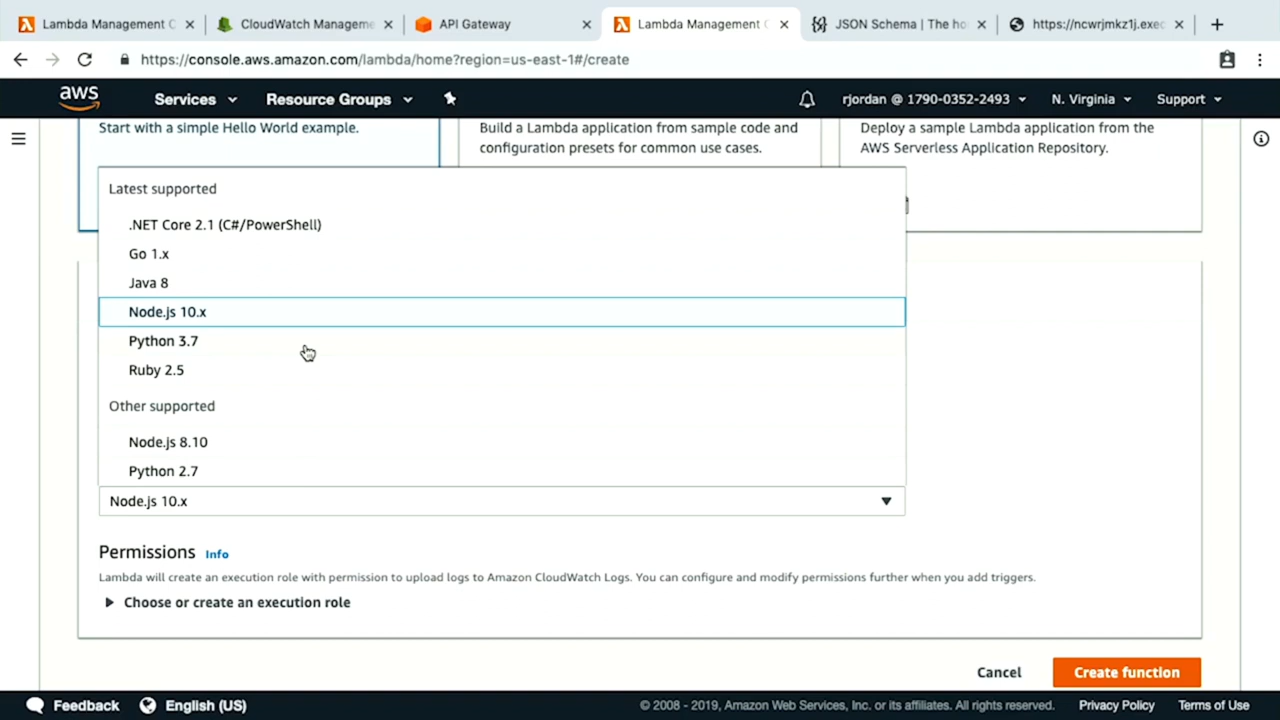 Lambda Management C
CloudWatch Manageme
API Gateway
Lambda Management C
JSON Schema | The ho
https://ncwrjmkz1j.exec
https://console.aws.amazon.com/lambda/home?region=us-east-1#/create
aws
Services
Resource Groups
rjordan @ 1790-0352-2493
N. Virginia
Support
Start with a simple Hello World example.
Build a Lambda application from sample code and
configuration presets for common use cases.
Deploy a sample Lambda application from the
AWS Serverless Application Repository.
Latest supported
.NET Core 2.1 (C#/PowerShell)
Go 1.x
Java 8
Node.js 10.x
Python 3.7
Ruby 2.5
Other supported
Node.js 8.10
Python 2.7
Node.js 10.x
Permissions Info
Lambda will create an execution role with permission to upload logs to Amazon CloudWatch Logs. You can configure and modify permissions further when you add triggers.
Choose or create an execution role
Cancel
Create function
Feedback
English (US)
© 2008 - 2019, Amazon Web Services, Inc. or its affiliates. All rights reserved.
Privacy Policy
Terms of Use